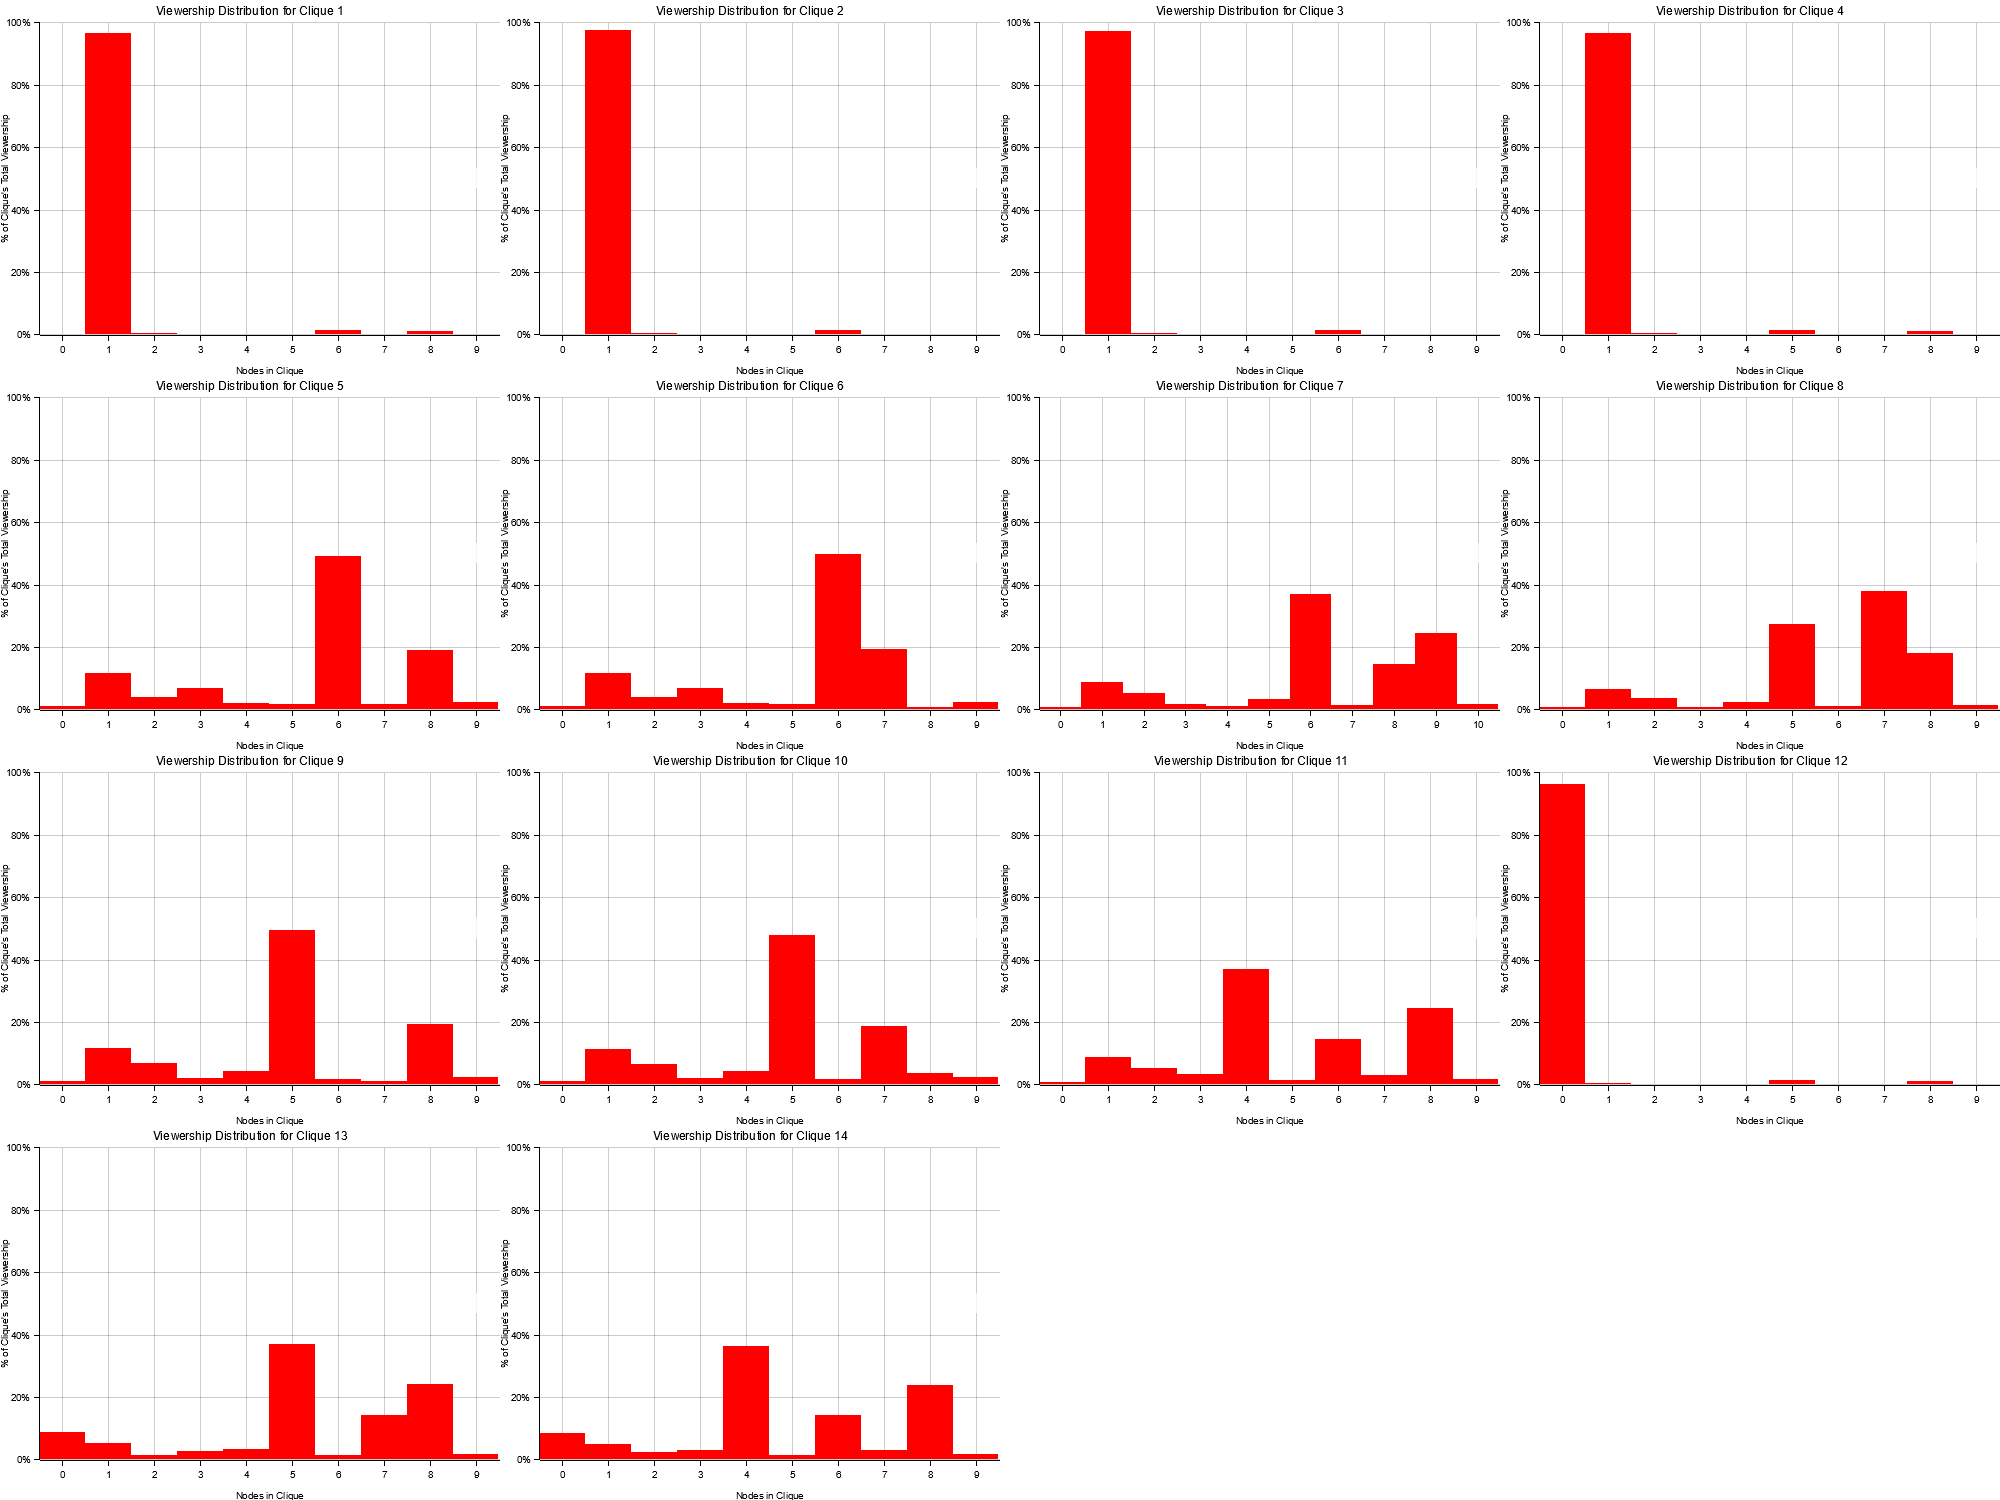 Viewership Distribution for Clique 1
100%
80%
60%
40%
20%
0%
% of Clique's Total Viewership
0 1 2 3 4 5 6 7 8 9
Nodes in Clique
Viewership Distribution for Clique 2
100%
80%
60%
40%
20%
0%
% of Clique's Total Viewership
0 1 2 3 4 5 6 7 8 9
Nodes in Clique
Viewership Distribution for Clique 3
100%
80%
60%
40%
20%
0%
% of Clique's Total Viewership
0 1 2 3 4 5 6 7 8 9
Nodes in Clique
Viewership Distribution for Clique 4
100%
80%
60%
40%
20%
0%
% of Clique's Total Viewership
0 1 2 3 4 5 6 7 8 9
Nodes in Clique
Viewership Distribution for Clique 5
100%
80%
60%
40%
20%
0%
% of Clique's Total Viewership
0 1 2 3 4 5 6 7 8 9
Nodes in Clique
Viewership Distribution for Clique 6
100%
80%
60%
40%
20%
0%
% of Clique's Total Viewership
0 1 2 3 4 5 6 7 8 9
Nodes in Clique
Viewership Distribution for Clique 7
100%
80%
60%
40%
20%
0%
% of Clique's Total Viewership
0 1 2 3 4 5 6 7 8 9 10
Nodes in Clique
Viewership Distribution for Clique 8
100%
80%
60%
40%
20%
0%
% of Clique's Total Viewership
0 1 2 3 4 5 6 7 8 9
Nodes in Clique
Viewership Distribution for Clique 9
100%
80%
60%
40%
20%
0%
% of Clique's Total Viewership
0 1 2 3 4 5 6 7 8 9
Nodes in Clique
Viewership Distribution for Clique 10
100%
80%
60%
40%
20%
0%
% of Clique's Total Viewership
0 1 2 3 4 5 6 7 8 9
Nodes in Clique
Viewership Distribution for Clique 11
100%
80%
60%
40%
20%
0%
% of Clique's Total Viewership
0 1 2 3 4 5 6 7 8 9
Nodes in Clique
Viewership Distribution for Clique 12
100%
80%
60%
40%
20%
0%
% of Clique's Total Viewership
0 1 2 3 4 5 6 7 8 9
Nodes in Clique
Viewership Distribution for Clique 13
100%
80%
60%
40%
20%
0%
% of Clique's Total Viewership
0 1 2 3 4 5 6 7 8 9
Nodes in Clique
Viewership Distribution for Clique 14
100%
80%
60%
40%
20%
0%
% of Clique's Total Viewership
0 1 2 3 4 5 6 7 8 9
Nodes in Clique